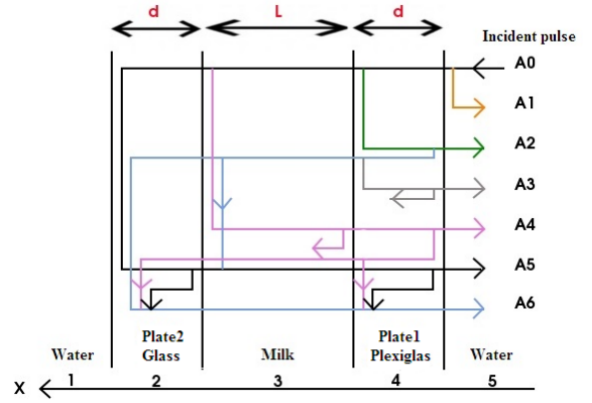 d L d
Incident pulse
A0
A1
A2
A3
A4
A5
A6
Plate2 Plate1
Water Glass Milk Plexiglas Water
1 2 3 4 5
X